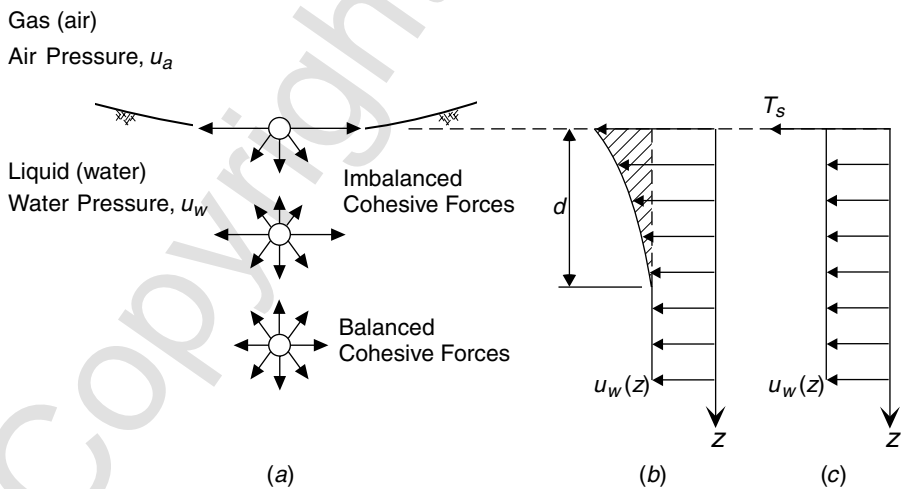 Gas (air)
Air Pressure, u_a
Liquid (water)
Water Pressure, u_w
Imbalanced
Cohesive Forces
Balanced
Cohesive Forces
d
u_w(z)
z
T_s
u_w(z)
z
(a)
(b)
(c)
Copyright